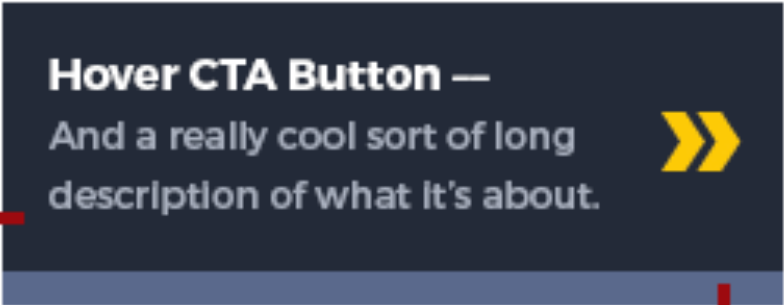 Hover CTA Button —
And a really cool sort of long
description of what it's about.